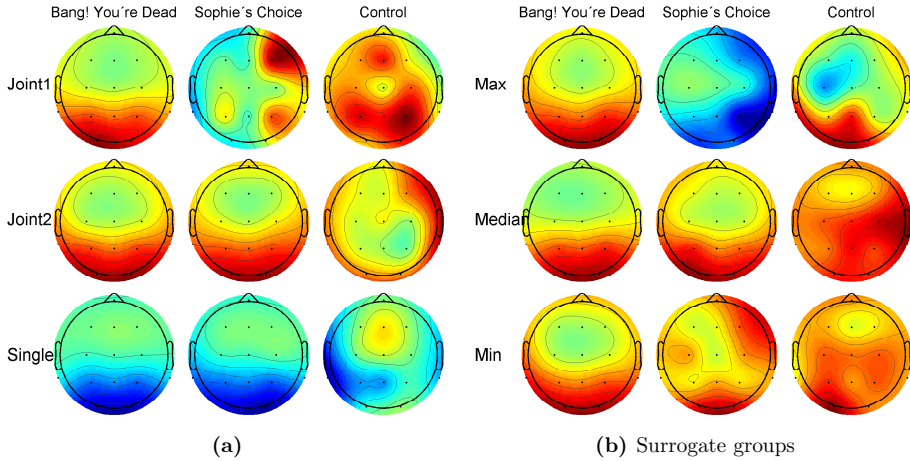 Bang! You´re Dead Sophie´s Choice Control
Joint1
Joint2
Single
(a)
Bang! You´re Dead Sophie´s Choice Control
Max
Media
Min
(b) Surrogate groups